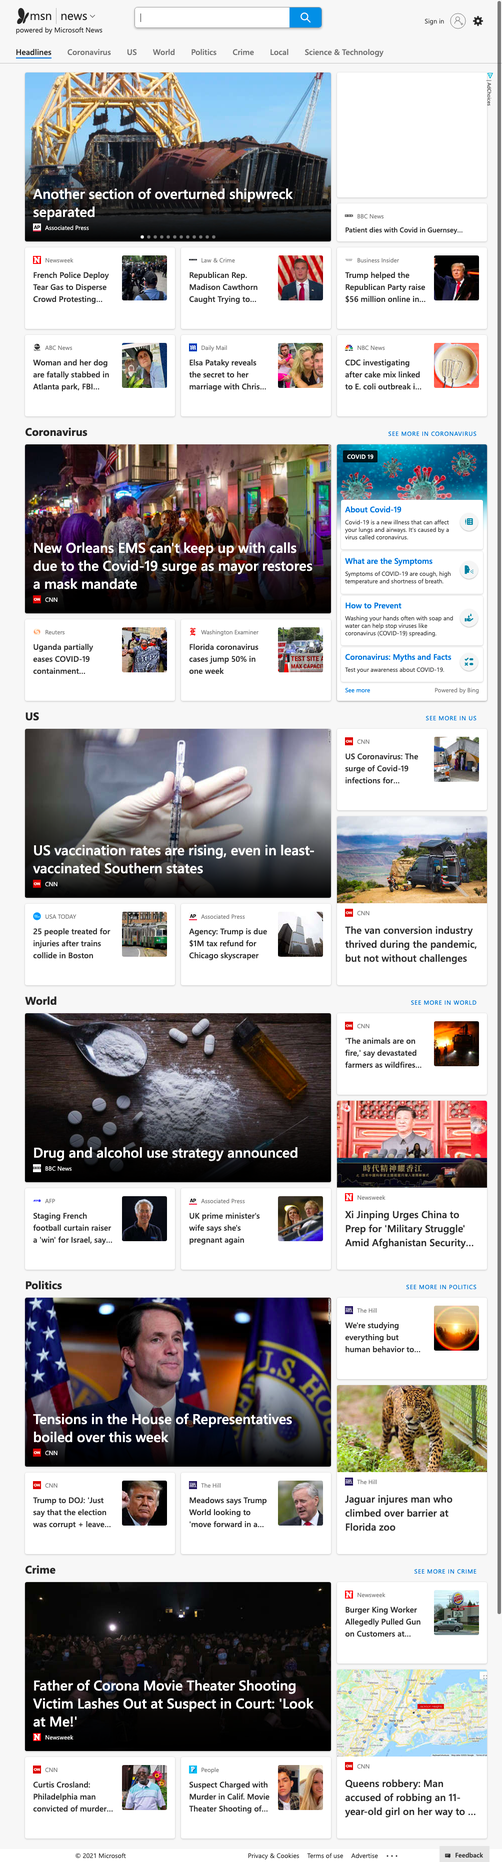 msn | news
powered by Microsoft News
Sign in
Headlines
Coronavirus
US
World
Politics
Crime
Local
Science & Technology
Another section of overturned shipwreck
separated
AP Associated Press
AdChoices
BBC News
Patient dies with Covid in Guernsey...
Newsweek
French Police Deploy
Tear Gas to Disperse
Crowd Protesting...
Law & Crime
Republican Rep.
Madison Cawthorn
Caught Trying to...
Business Insider
Trump helped the
Republican Party raise
$56 million online in...
ABC News
Woman and her dog
are fatally stabbed in
Atlanta park, FBI...
Daily Mail
Elsa Pataky reveals
the secret to her
marriage with Chris...
NBC News
CDC investigating
after cake mix linked
to E. coli outbreak i...
Coronavirus
SEE MORE IN CORONAVIRUS
New Orleans EMS can't keep up with calls
due to the Covid-19 surge as mayor restores
a mask mandate
CNN
COVID 19
About Covid-19
Covid-19 is a new illness that can affect
your lungs and airways. It's caused by a
virus called coronavirus.
What are the Symptoms
Symptoms of COVID-19 are cough, high
temperature and shortness of breath.
How to Prevent
Washing your hands often with soap and
water can help stop viruses like
coronavirus (COVID-19) spreading.
Coronavirus: Myths and Facts
Test your awareness about COVID-19.
See more
Powered by Bing
Reuters
Uganda partially
eases COVID-19
containment...
Washington Examiner
Florida coronavirus
cases jump 50% in
one week
TEST SITE
US
SEE MORE IN US
US vaccination rates are rising, even in least-
vaccinated Southern states
CNN
CNN
US Coronavirus: The
surge of Covid-19
infections for...
CNN
The van conversion industry
thrived during the pandemic,
but not without challenges
USA TODAY
25 people treated for
injuries after trains
collide in Boston
AP Associated Press
Agency: Trump is due
$1M tax refund for
Chicago skyscraper
World
SEE MORE IN WORLD
Drug and alcohol use strategy announced
BBC News
CNN
'The animals are on
fire,' say devastated
farmers as wildfires...
時代精神耀香江
Newsweek
Xi Jinping Urges China to
Prep for 'Military Struggle'
Amid Afghanistan Security...
AFP
Staging French
football curtain raiser
a 'win' for Israel, say...
AP Associated Press
UK prime minister's
wife says she's
pregnant again
Politics
SEE MORE IN POLITICS
Tensions in the House of Representatives
boiled over this week
CNN
The Hill
We're studying
everything but
human behavior to...
The Hill
Jaguar injures man who
climbed over barrier at
Florida zoo
CNN
Trump to DOJ: 'Just
say that the election
was corrupt + leave...
The Hill
Meadows says Trump
World looking to
'move forward in a...
Crime
SEE MORE IN CRIME
Father of Corona Movie Theater Shooting
Victim Lashes Out at Suspect in Court: 'Look
at Me!'
Newsweek
Newsweek
Burger King Worker
Allegedly Pulled Gun
on Customers at...
CNN
Queens robbery: Man
accused of robbing an 11-
year-old girl on her way to ...
CNN
Curtis Crosland:
Philadelphia man
convicted of murder...
People
Suspect Charged with
Murder in Calif. Movie
Theater Shooting of...
© 2021 Microsoft
Privacy & Cookies
Terms of use
Advertise
...
Feedback